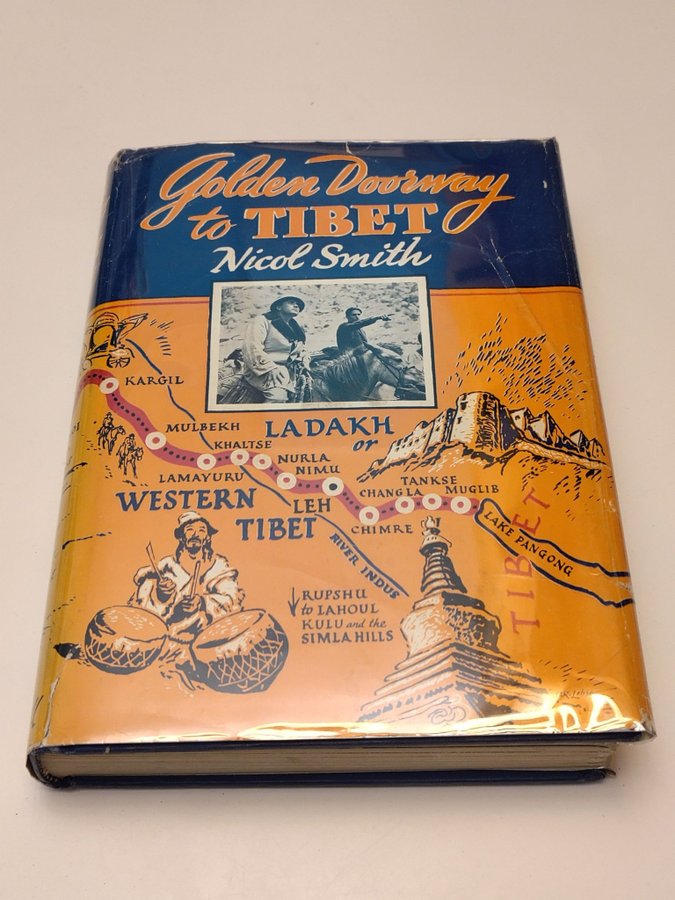 Golden Doorway
to TIBET
Nicol Smith
KARGIL
MULBEKH
LADAKH
or
KHALTSE
NURLA
NIMU
LAMAYURU
TANKSE
CHANG LA
MUGLIB
WESTERN
TIBET
LEH
CHIMRE
LAKE PANGONG
TIBET
RIVER INDUS
RUPSHU
to LAHOUL
KULU and the
SIMLA HILLS